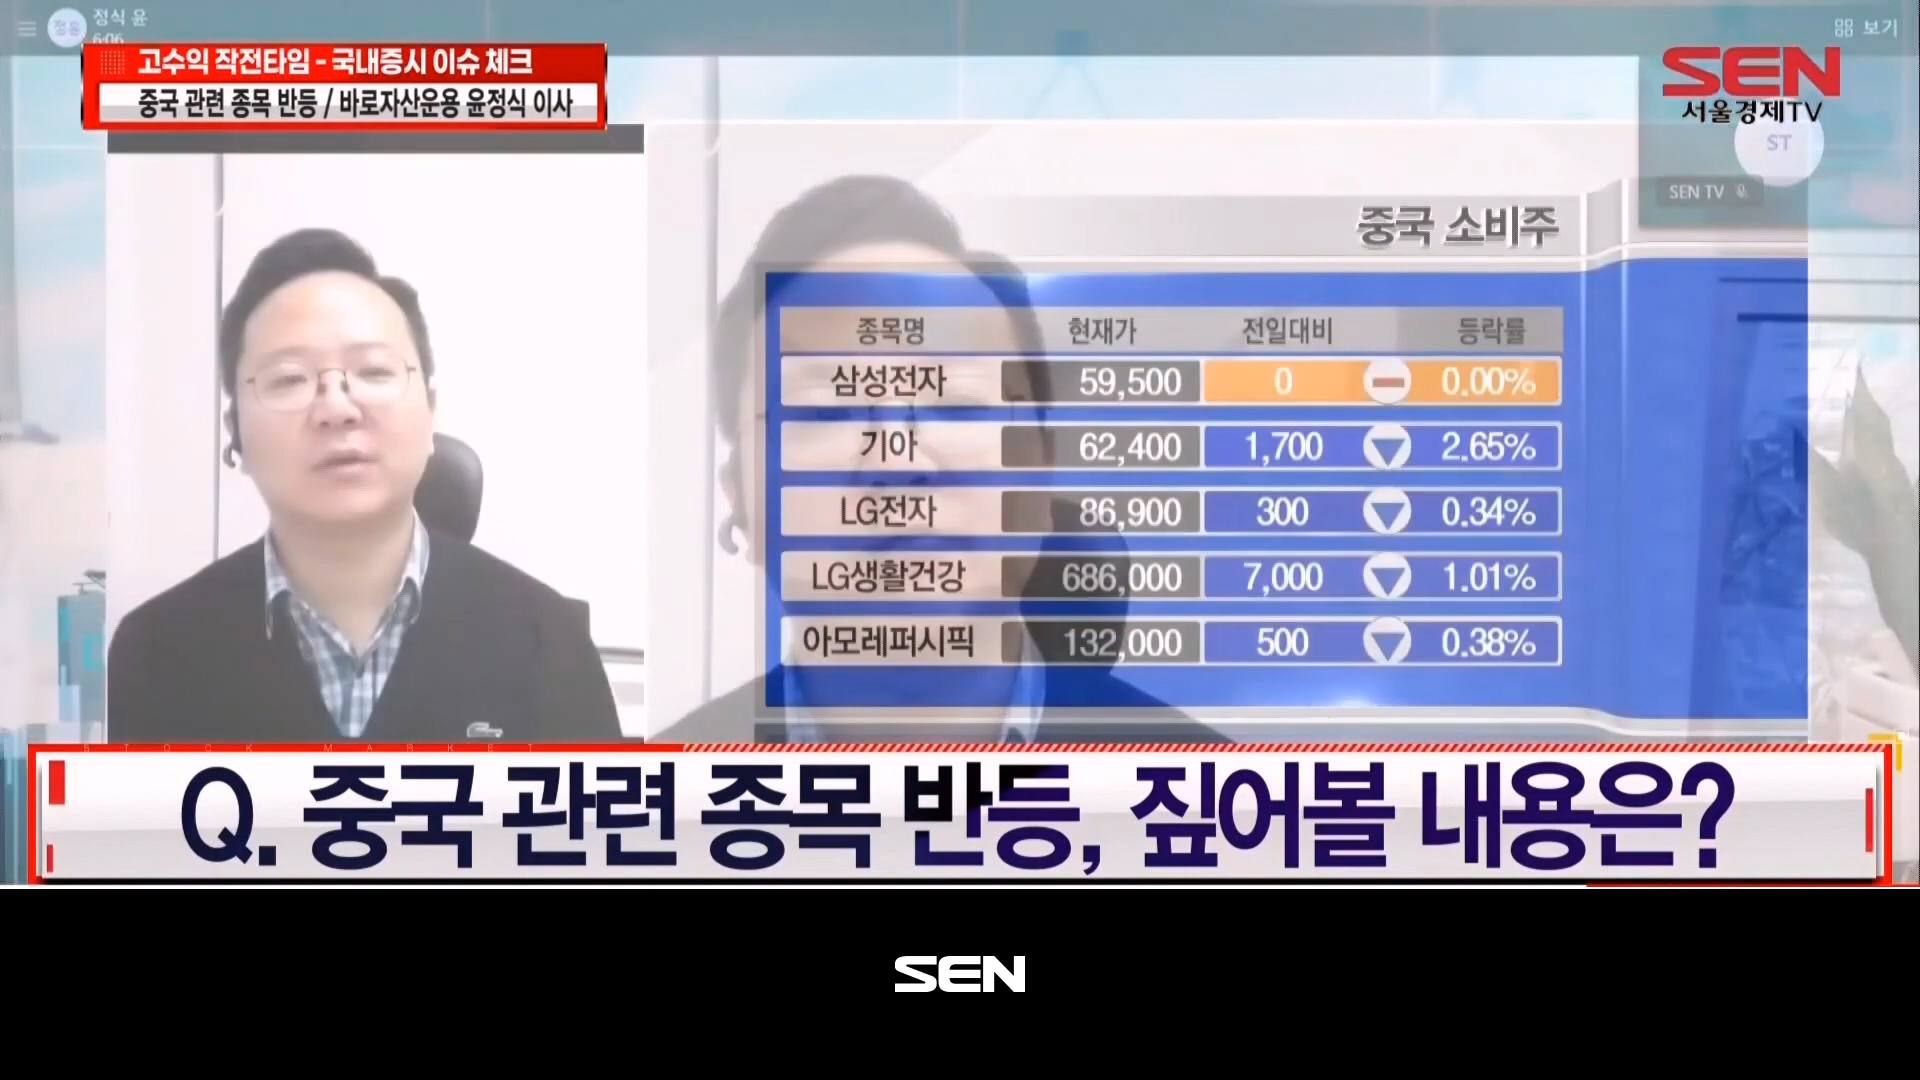 정식 윤
6:06
보기
고수익 작전타임 - 국내증시 이슈 체크
중국 관련 종목 반등 / 바로자산운용 윤정식 이사
SEN
서울경제TV
ST
SEN TV
중국 소비주
종목명 현재가 전일대비 등락률
삼성전자 59,500 0 0.00%
기아 62,400 1,700 ▼ 2.65%
LG전자 86,900 300 ▼ 0.34%
LG생활건강 686,000 7,000 ▼ 1.01%
아모레퍼시픽 132,000 500 ▼ 0.38%
STOCK MARKET
Q. 중국 관련 종목 반등, 짚어볼 내용은?
SEN